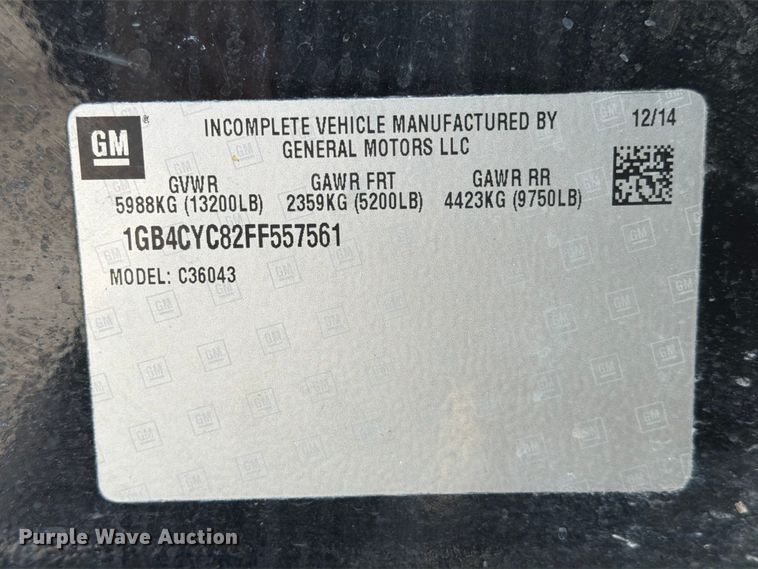 GM
INCOMPLETE VEHICLE MANUFACTURED BY
GENERAL MOTORS LLC
12/14
GVWR GAWR FRT GAWR RR
5988KG (13200LB) 2359KG (5200LB) 4423KG (9750LB)
1GB4CYC82FF557561
MODEL: C36043
Purple Wave Auction